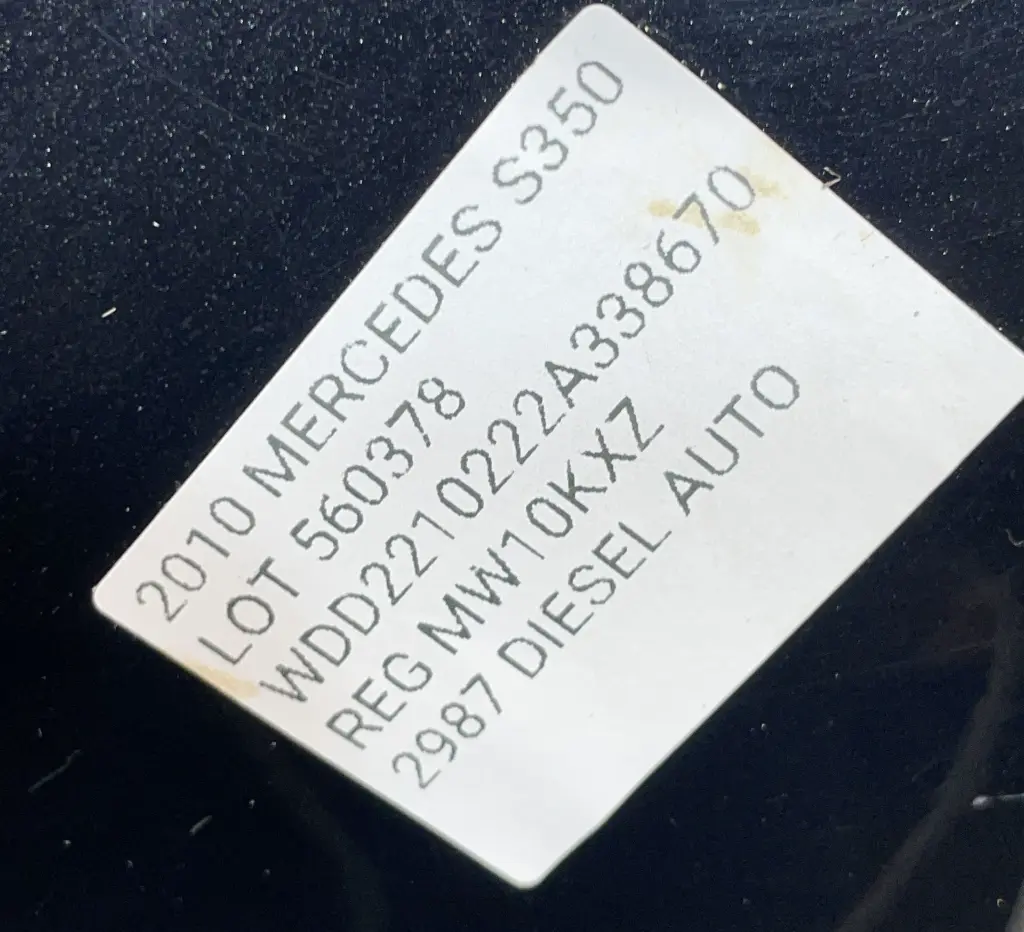 2010 MERCEDES S350
LOT 560378
WDD2210222A338670
REG MW10KXZ
2987 DIESEL AUTO